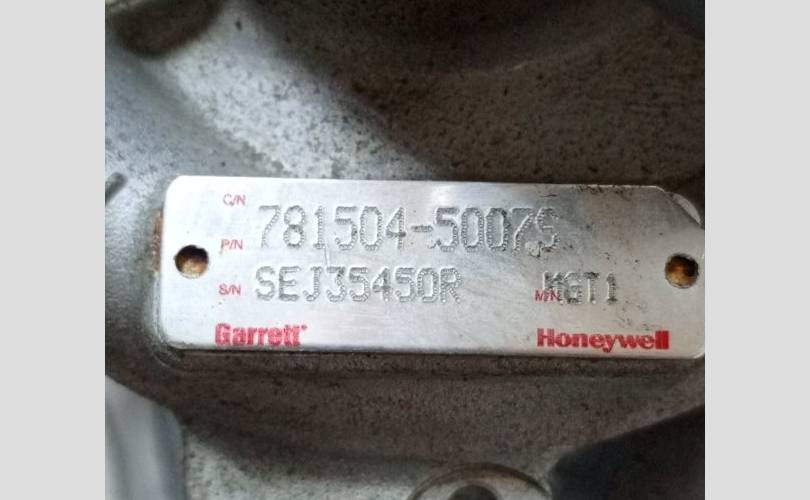 C/N
P/N 781504-5007S
S/N SEJ35450R M/N MGT1
Garrett Honeywell